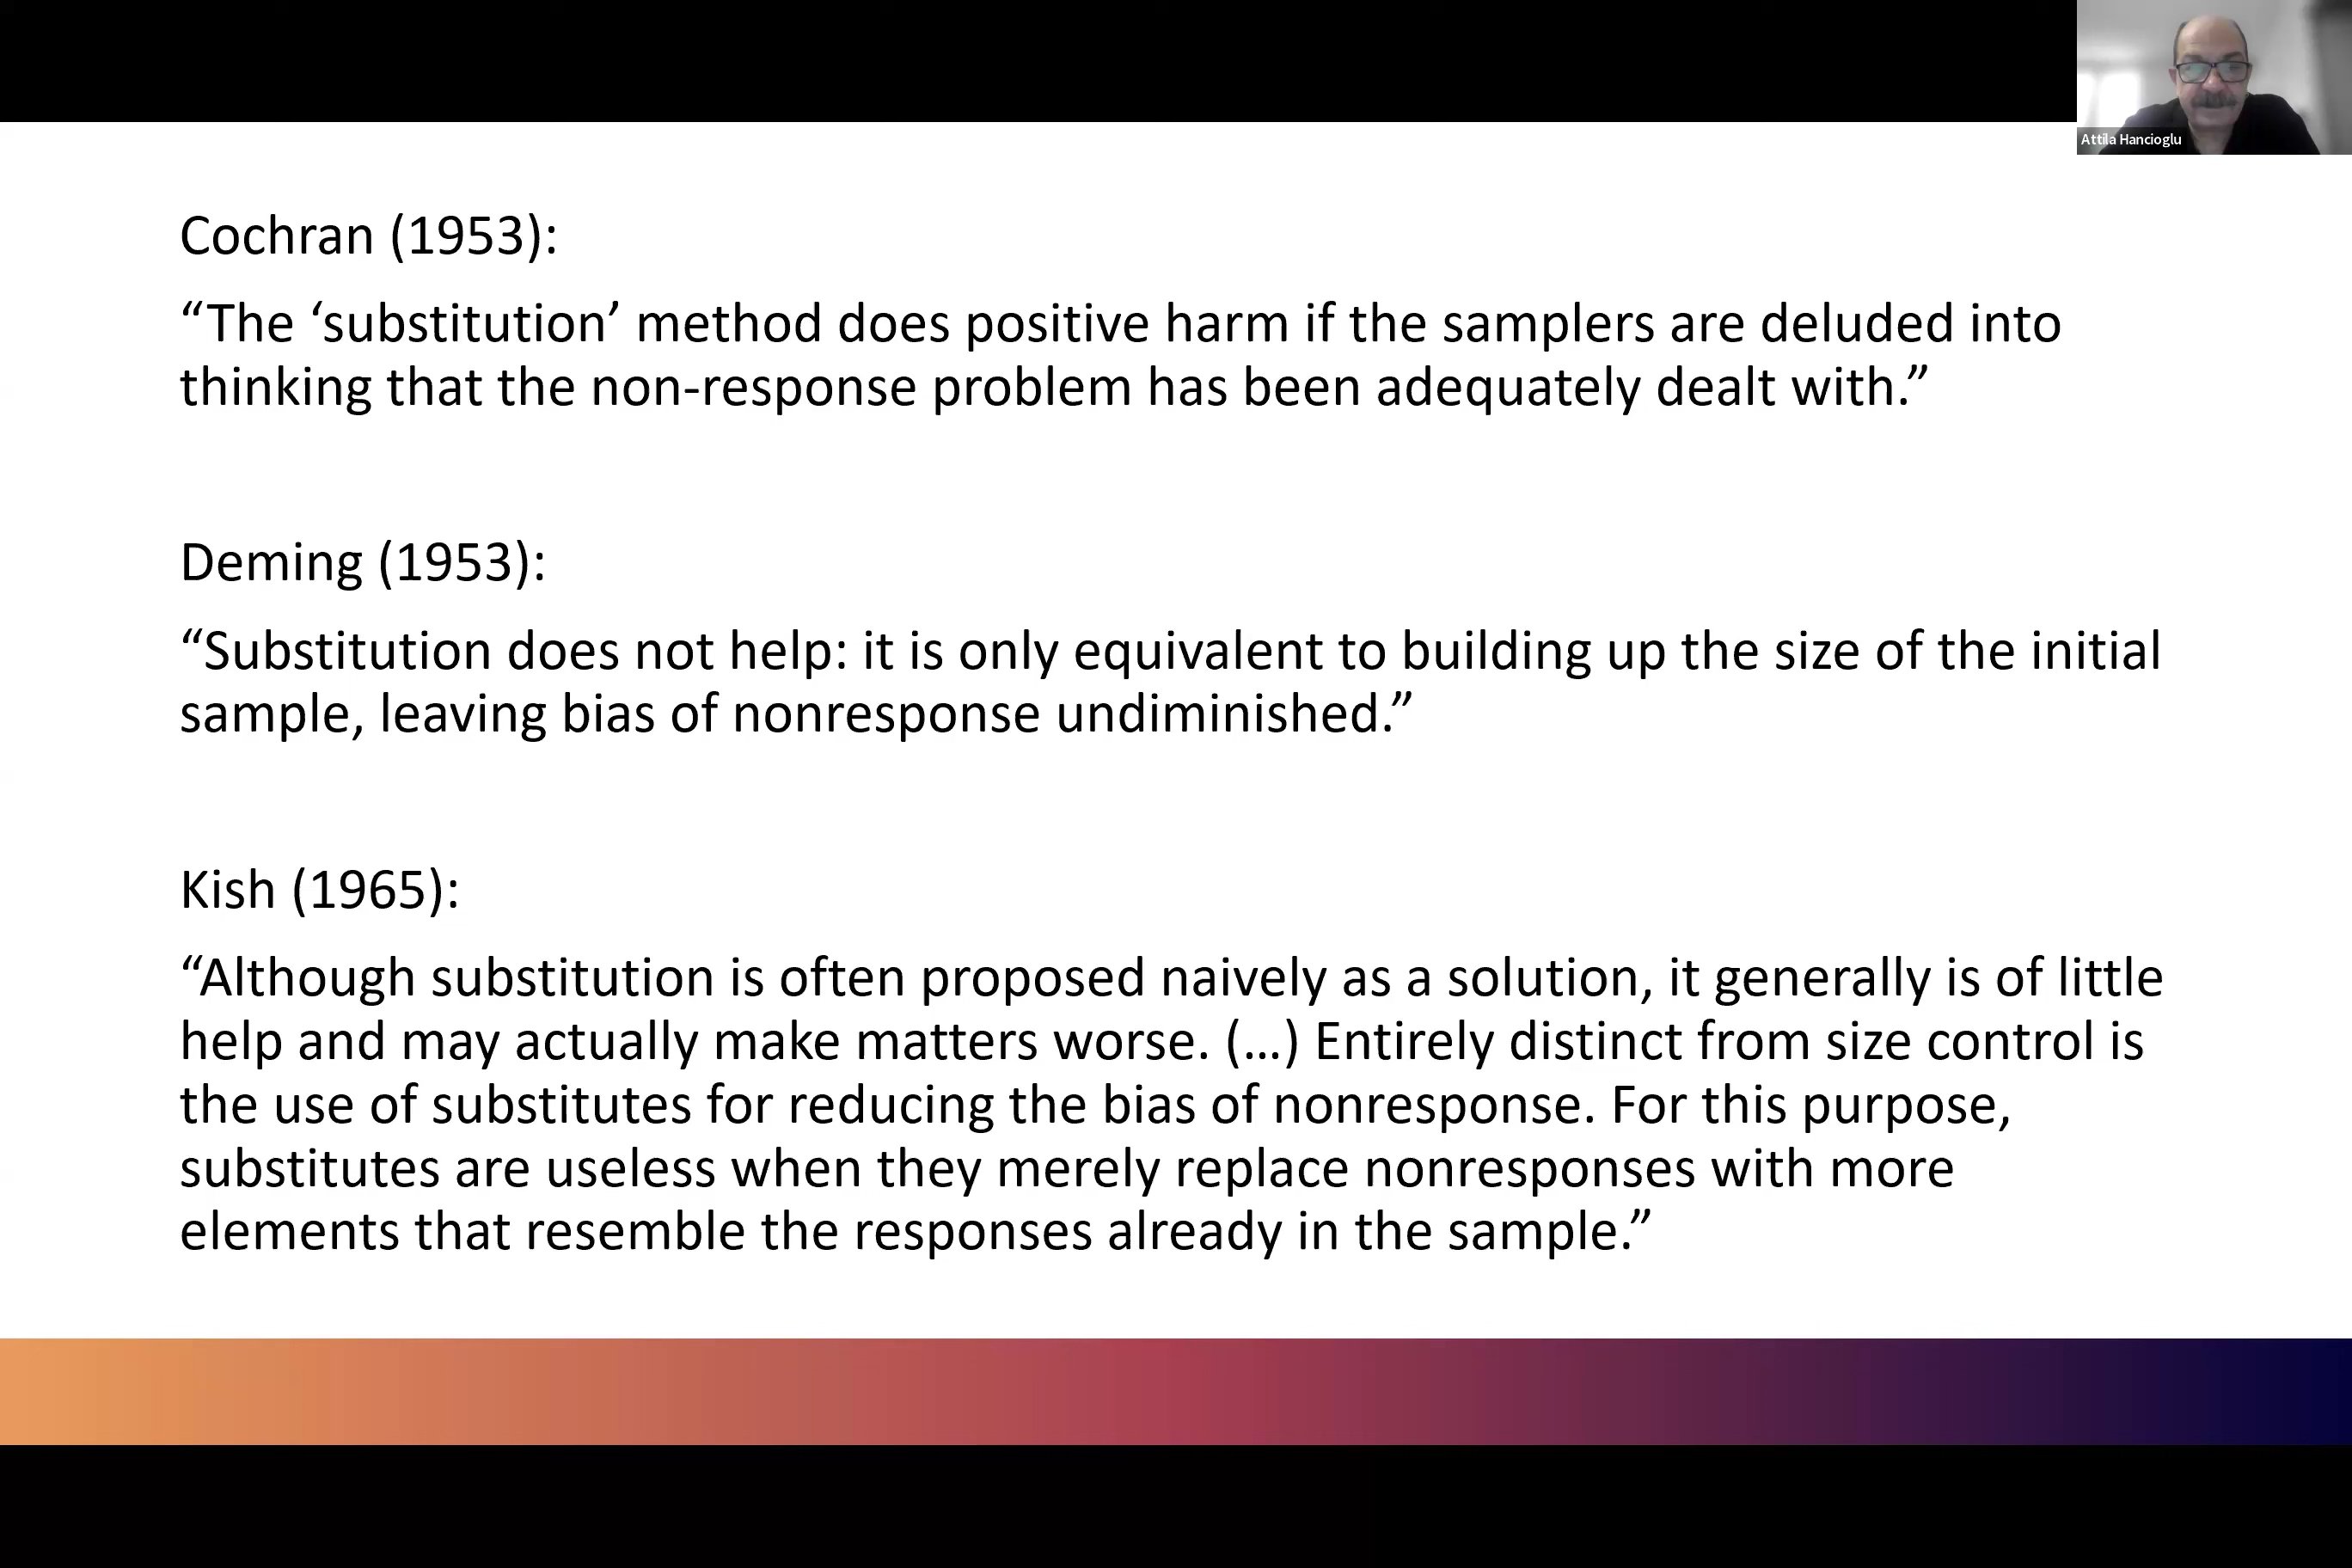 Attila Hancioglu
Cochran (1953):
“The ‘substitution’ method does positive harm if the samplers are deluded into
thinking that the non-response problem has been adequately dealt with.”
Deming (1953):
“Substitution does not help: it is only equivalent to building up the size of the initial
sample, leaving bias of nonresponse undiminished.”
Kish (1965):
“Although substitution is often proposed naively as a solution, it generally is of little
help and may actually make matters worse. (…) Entirely distinct from size control is
the use of substitutes for reducing the bias of nonresponse. For this purpose,
substitutes are useless when they merely replace nonresponses with more
elements that resemble the responses already in the sample.”